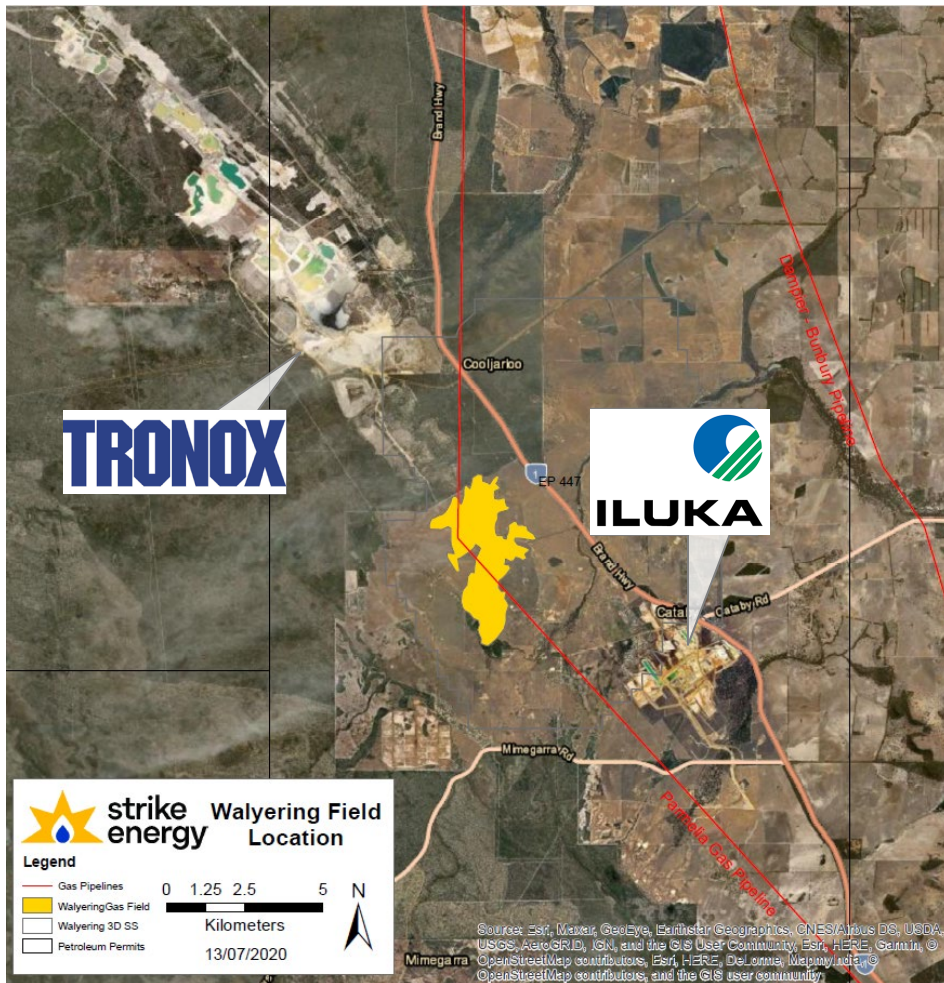 Brand Hwy
Dampier - Bunbury Pipeline
Cooljarloo
TRONOX
1
EP 447
ILUKA
Brand Hwy
Cataby Rd
Mimegarra Rd
Parmelia Gas Pipeline
strike
energy
Walyering Field
Location
Legend
Gas Pipelines
WalyeringGas Field
Walyering 3D SS
Petroleum Permits
0 1.25 2.5 5
Kilometers
N
13/07/2020
Mimegarra
Source: Esri, Maxar, GeoEye, Earthstar Geographics, CNES/Airbus DS, USDA,
USGS, AeroGRID, IGN, and the GIS User Community, Esri, HERE, Garmin, ©
OpenStreetMap contributors, Esri, HERE, DeLorme, MapmyIndia, ©
OpenStreetMap contributors, and the GIS user community